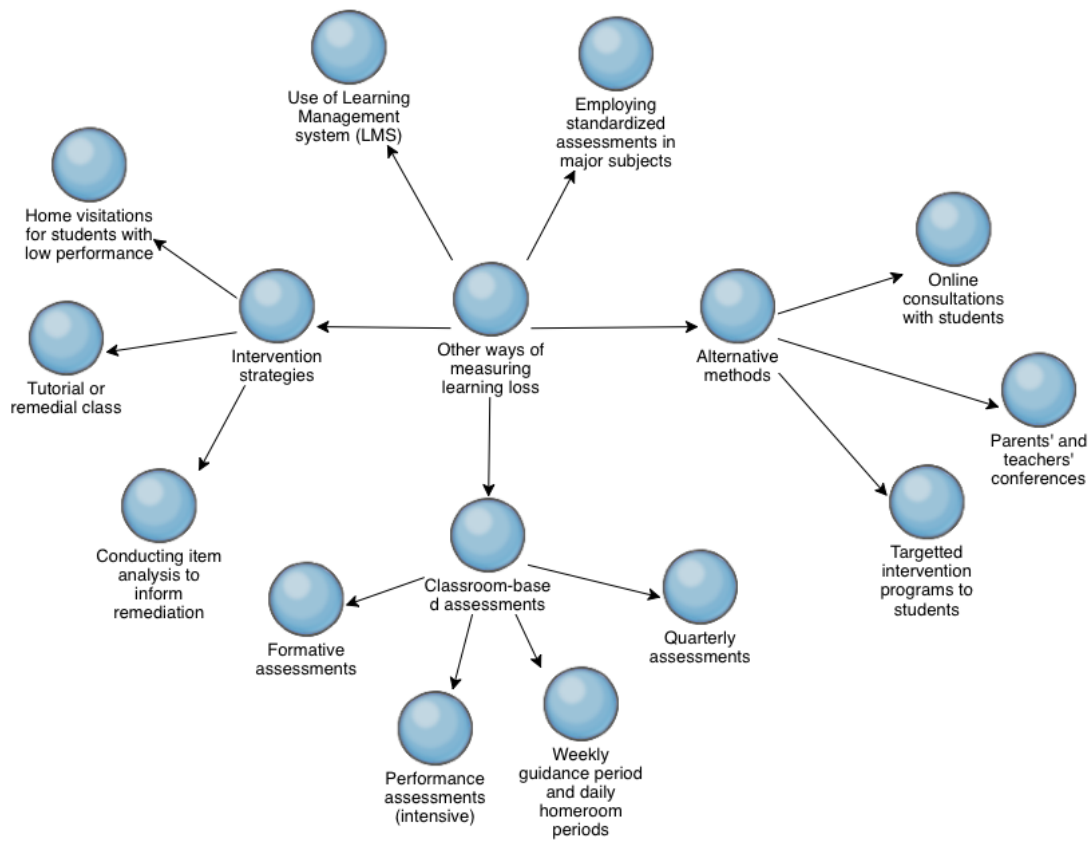 Use of Learning
Management
system (LMS)
Employing
standardized
assessments in
major subjects
Home visitations
for students with
low performance
Online
consultations
with students
Intervention
strategies
Other ways of
measuring
learning loss
Alternative
methods
Tutorial or
remedial class
Parents' and
teachers'
conferences
Conducting item
analysis to
inform
remediation
Classroom-base
d assessments
Targetted
intervention
programs to
students
Formative
assessments
Quarterly
assessments
Performance
assessments
(intensive)
Weekly
guidance period
and daily
homeroom
periods